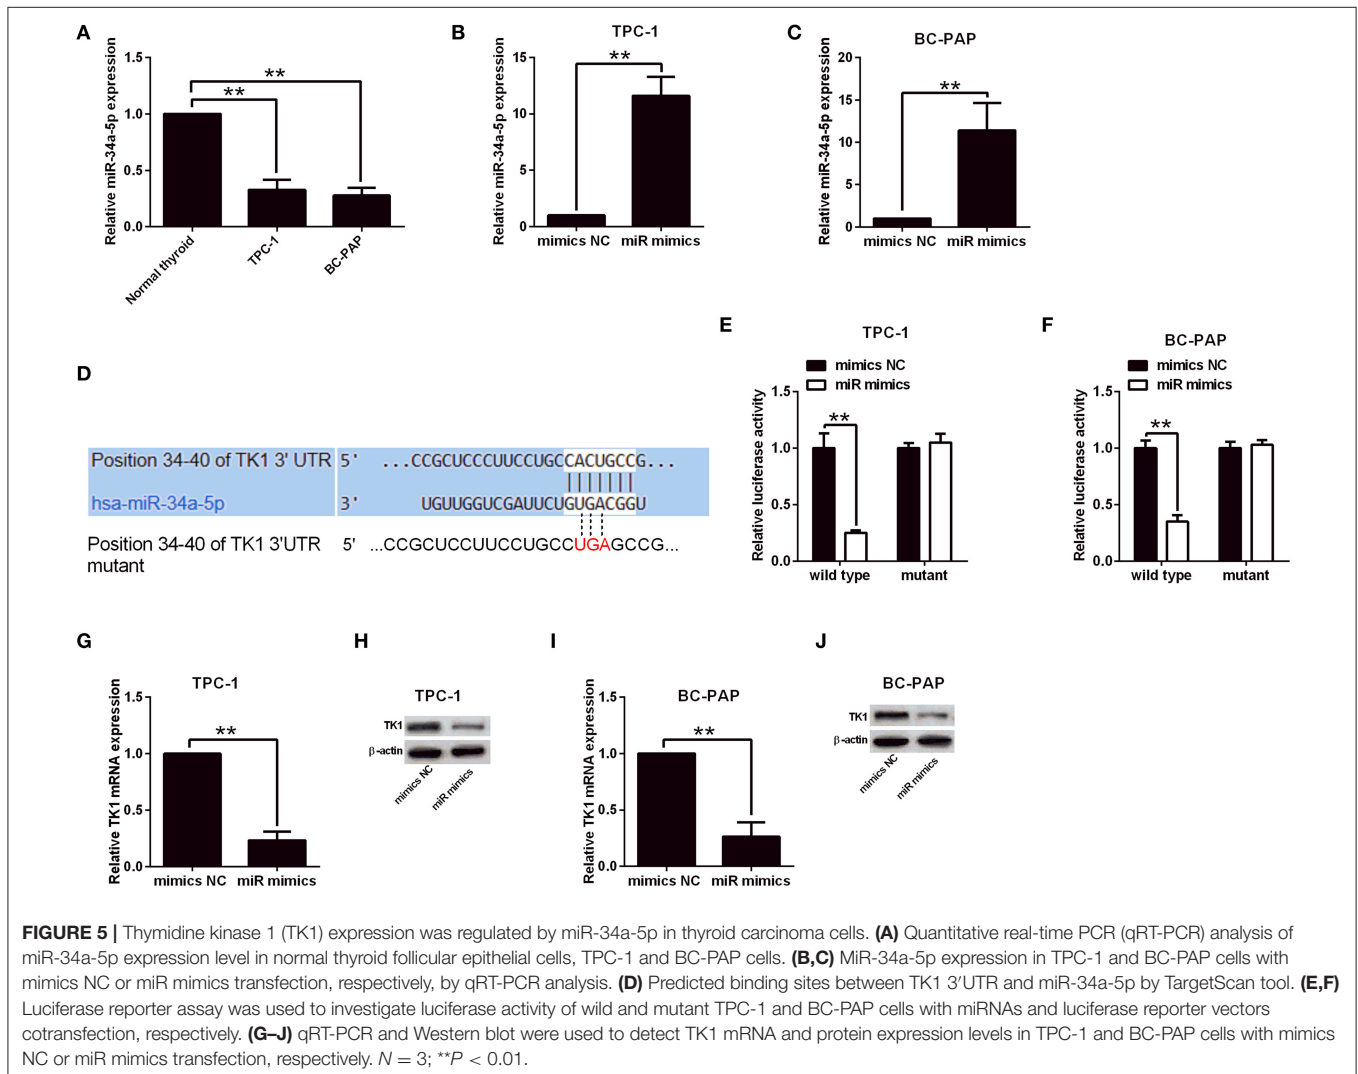 A
Relative miR-34a-5p expression
1.5
1.0
0.5
0.0
**
**
Normal thyroid
TPC-1
BC-PAP
B
TPC-1
Relative miR-34a-5p expression
15
10
5
0
**
mimics NC
miR mimics
C
BC-PAP
Relative miR-34a-5p expression
20
15
10
5
0
**
mimics NC
miR mimics
D
Position 34-40 of TK1 3' UTR 5' ...CCGCUCCCUUCCUGCCACUGCCG...
hsa-miR-34a-5p 3' UGUUGGUCGAUUCUGUGACGGU
Position 34-40 of TK1 3'UTR 5' ...CCGCUCCUUCCUGCCUGAGCCG...
mutant
E
TPC-1
mimics NC
miR mimics
Relative luciferase activity
1.5
1.0
0.5
0.0
**
wild type
mutant
F
BC-PAP
mimics NC
miR mimics
Relative luciferase activity
1.5
1.0
0.5
0.0
**
wild type
mutant
G
TPC-1
Relative TK1 mRNA expression
1.5
1.0
0.5
0.0
**
mimics NC
miR mimics
H
TPC-1
TK1
β-actin
mimics NC
miR mimics
I
BC-PAP
Relative TK1 mRNA expression
1.5
1.0
0.5
0.0
**
mimics NC
miR mimics
J
BC-PAP
TK1
β-actin
mimics NC
miR mimics
FIGURE 5 | Thymidine kinase 1 (TK1) expression was regulated by miR-34a-5p in thyroid carcinoma cells. (A) Quantitative real-time PCR (qRT-PCR) analysis of
miR-34a-5p expression level in normal thyroid follicular epithelial cells, TPC-1 and BC-PAP cells. (B,C) MiR-34a-5p expression in TPC-1 and BC-PAP cells with
mimics NC or miR mimics transfection, respectively, by qRT-PCR analysis. (D) Predicted binding sites between TK1 3′UTR and miR-34a-5p by TargetScan tool. (E,F)
Luciferase reporter assay was used to investigate luciferase activity of wild and mutant TPC-1 and BC-PAP cells with miRNAs and luciferase reporter vectors
cotransfection, respectively. (G–J) qRT-PCR and Western blot were used to detect TK1 mRNA and protein expression levels in TPC-1 and BC-PAP cells with mimics
NC or miR mimics transfection, respectively. N = 3; **P < 0.01.